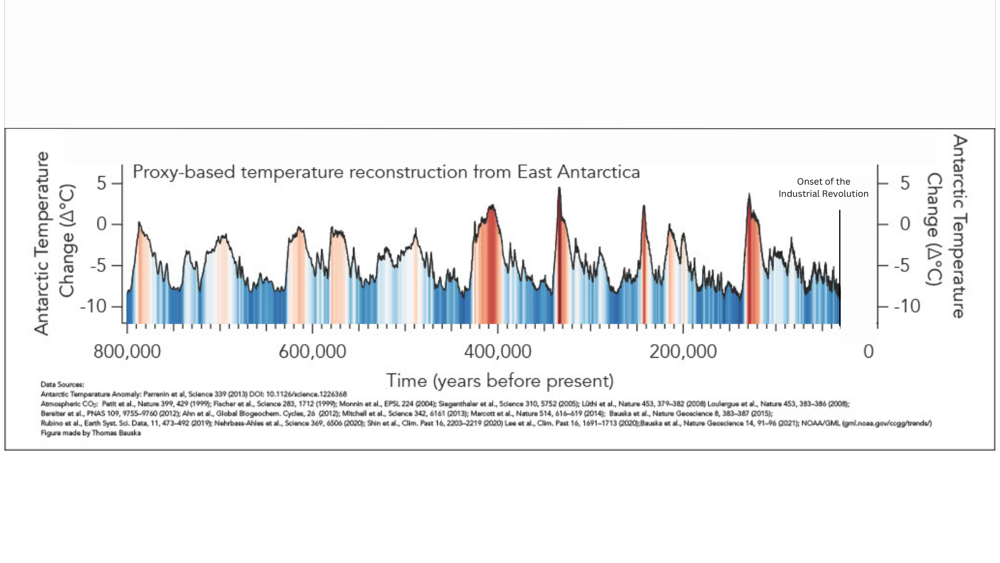 Proxy-based temperature reconstruction from East Antarctica
Antarctic Temperature
Change (Δ°C)
5
0
-5
-10
Onset of the
Industrial Revolution
5
0
-5
-10
Antarctic Temperature
Change (Δ°C)
800,000 600,000 400,000 200,000 0
Time (years before present)
Data Sources:
Antarctic Temperature Anomaly: Parrenin et al, Science 339 (2013) DOI: 10.1126/science.1226368
Atmospheric CO₂: Petit et al., Nature 399, 429 (1999); Fischer et al., Science 283, 1712 (1999); Monnin et al., EPSL 224 (2004); Siegenthaler et al., Science 310, 5752 (2005); Lüthi et al., Nature 453, 379–382 (2008) Loulergue et al., Nature 453, 383–386 (2008);
Bereiter et al., PNAS 109, 9755–9760 (2012); Ahn et al., Global Biogeochem. Cycles, 26 (2012); Mitchell et al., Science 342, 6161 (2013); Marcott et al., Nature 514, 616–619 (2014); Bauska et al., Nature Geoscience 8, 383–387 (2015);
Rubino et al., Earth Syst. Sci. Data, 11, 473–492 (2019); Nehrbass-Ahles et al., Science 369, 6506 (2020); Shin et al., Clim. Past 16, 2203–2219 (2020) Lee et al., Clim. Past 16, 1691–1713 (2020);Bauska et al., Nature Geoscience 14, 91–96 (2021); NOAA/GML (gml.noaa.gov/ccgg/trends/)
Figure made by Thomas Bauska